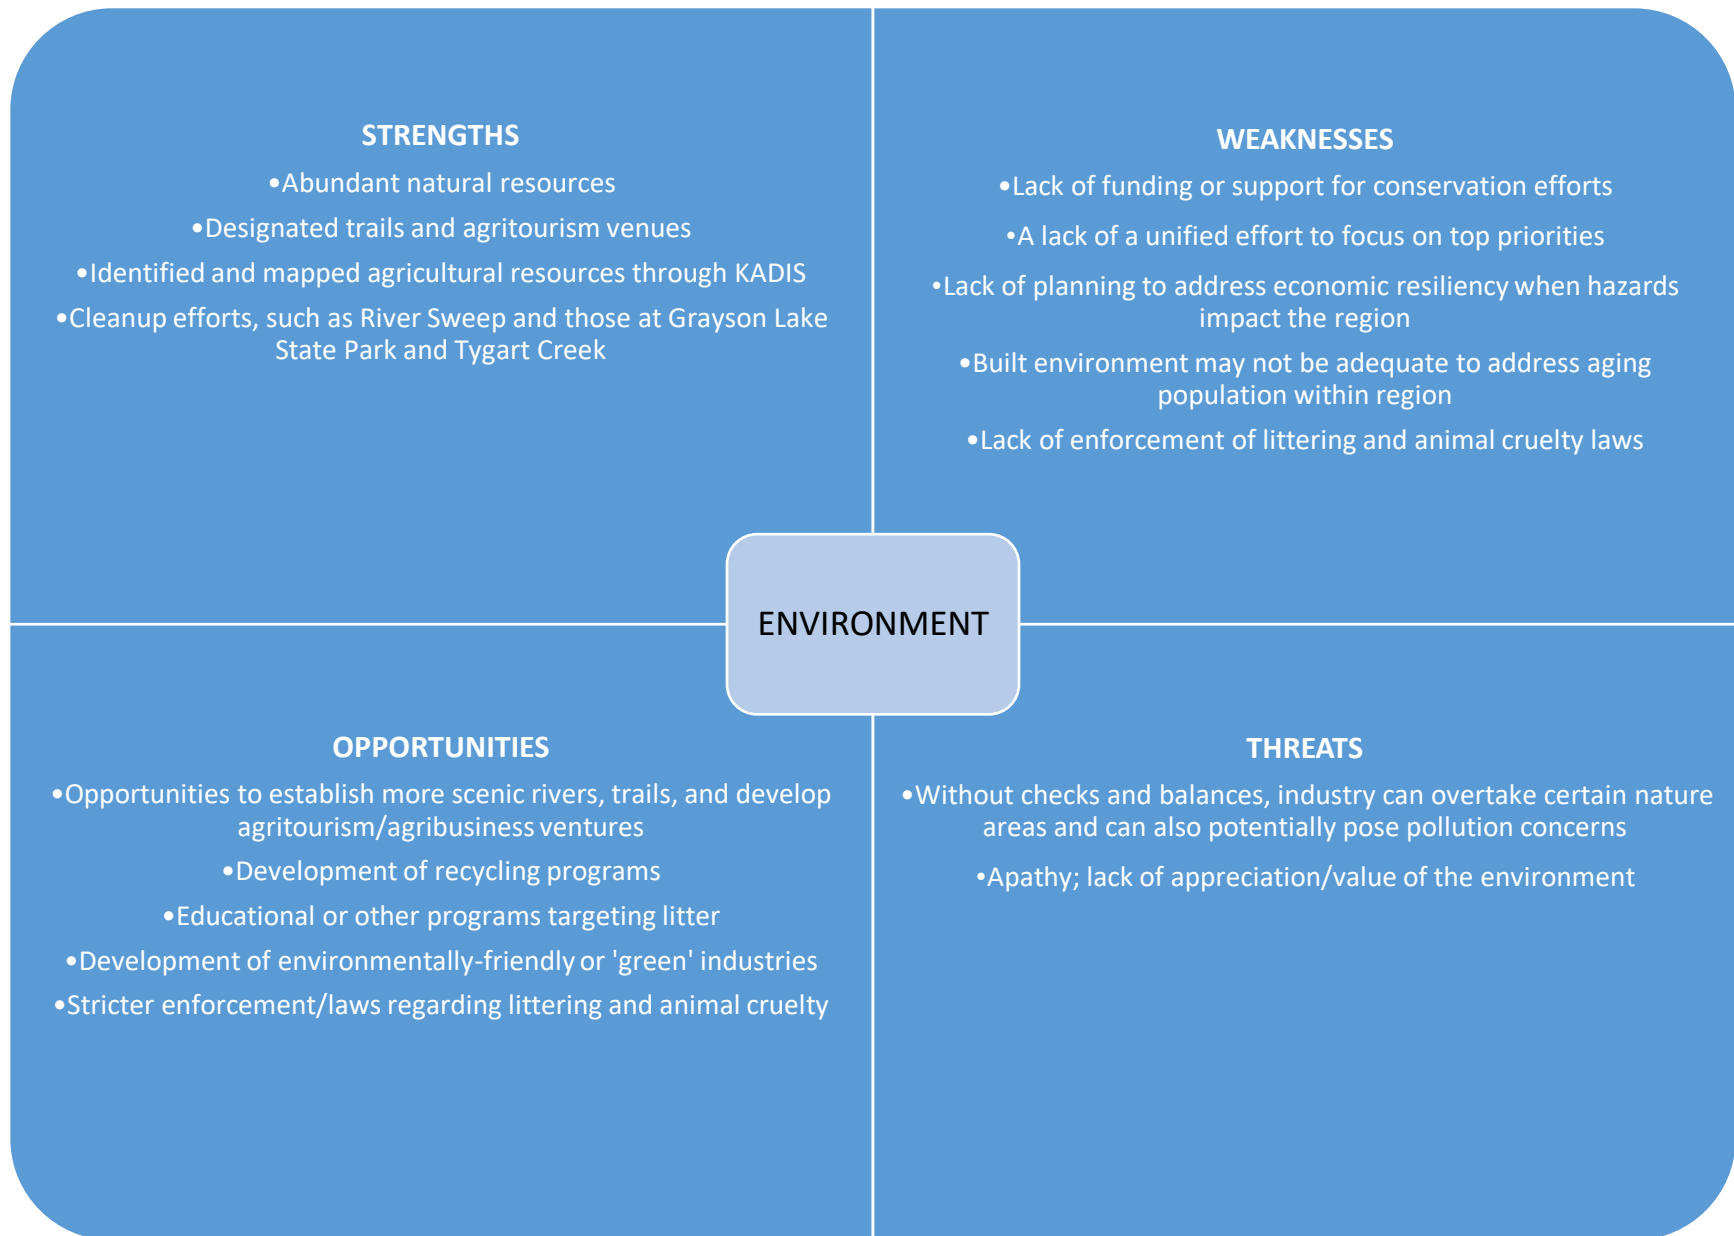 STRENGTHS
•Abundant natural resources
•Designated trails and agritourism venues
•Identified and mapped agricultural resources through KADIS
•Cleanup efforts, such as River Sweep and those at Grayson Lake
State Park and Tygart Creek
WEAKNESSES
•Lack of funding or support for conservation efforts
•A lack of a unified effort to focus on top priorities
•Lack of planning to address economic resiliency when hazards
impact the region
•Built environment may not be adequate to address aging
population within region
•Lack of enforcement of littering and animal cruelty laws
ENVIRONMENT
OPPORTUNITIES
•Opportunities to establish more scenic rivers, trails, and develop
agritourism/agribusiness ventures
•Development of recycling programs
•Educational or other programs targeting litter
•Development of environmentally-friendly or 'green' industries
•Stricter enforcement/laws regarding littering and animal cruelty
THREATS
•Without checks and balances, industry can overtake certain nature
areas and can also potentially pose pollution concerns
•Apathy; lack of appreciation/value of the environment